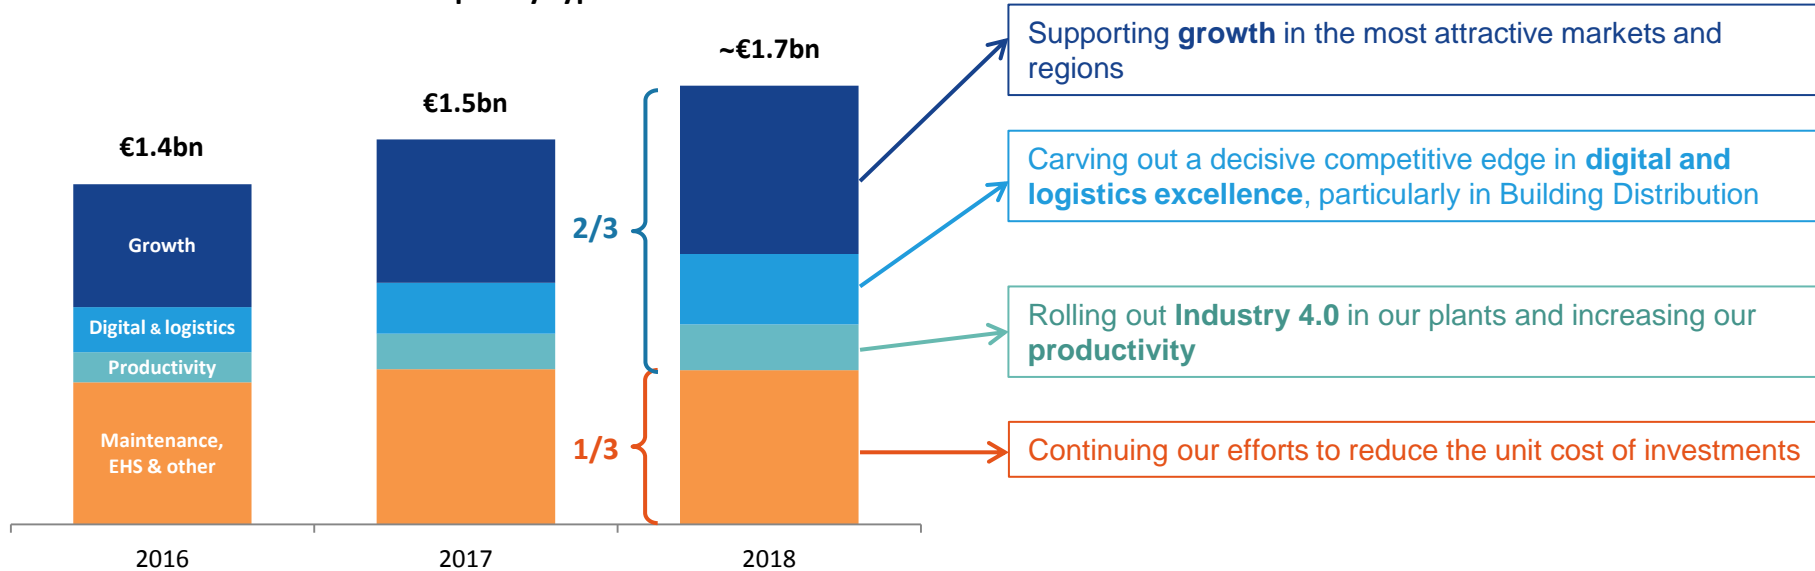 ~€1.7bn
€1.5bn
€1.4bn
Growth
Digital & logistics
Productivity
Maintenance,
EHS & other
2/3
1/3
2016
2017
2018
Supporting growth in the most attractive markets and
regions
Carving out a decisive competitive edge in digital and
logistics excellence, particularly in Building Distribution
Rolling out Industry 4.0 in our plants and increasing our
productivity
Continuing our efforts to reduce the unit cost of investments